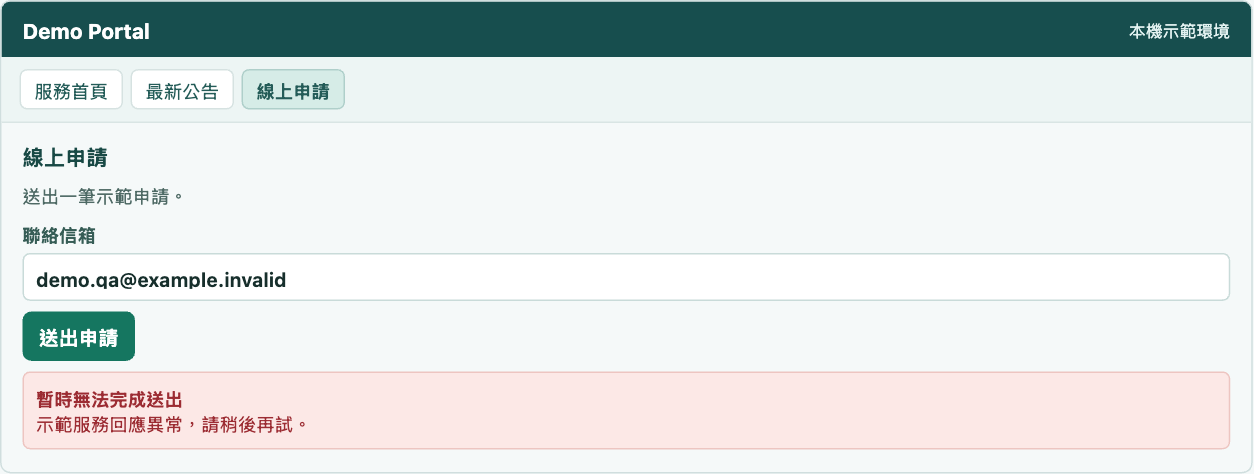 Demo Portal
本機示範環境
服務首頁
最新公告
線上申請
線上申請
送出一筆示範申請。
聯絡信箱
demo.qa@example.invalid
送出申請
暫時無法完成送出
示範服務回應異常，請稍後再試。